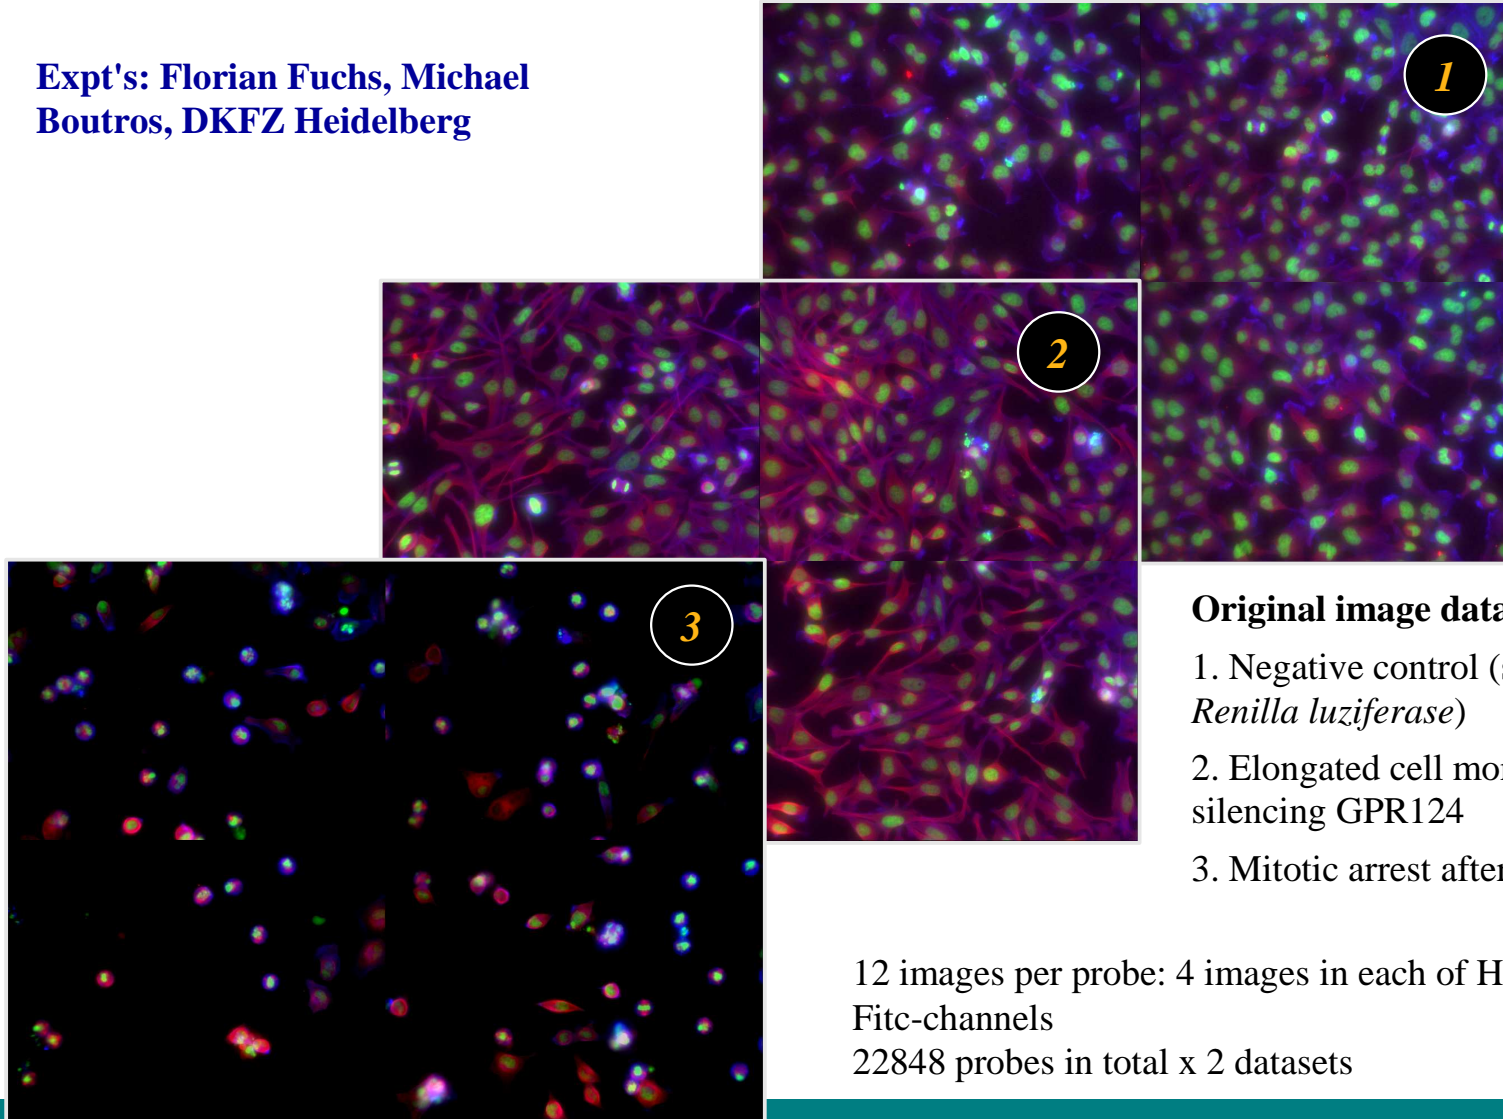 Expt's: Florian Fuchs, Michael
Boutros, DKFZ Heidelberg
1
2
3
Original image data
1. Negative control (
Renilla luziferase)
2. Elongated cell
silencing GPR124
3. Mitotic arrest after
12 images per probe: 4 images in each of H
Fitc-channels
22848 probes in total x 2 datasets